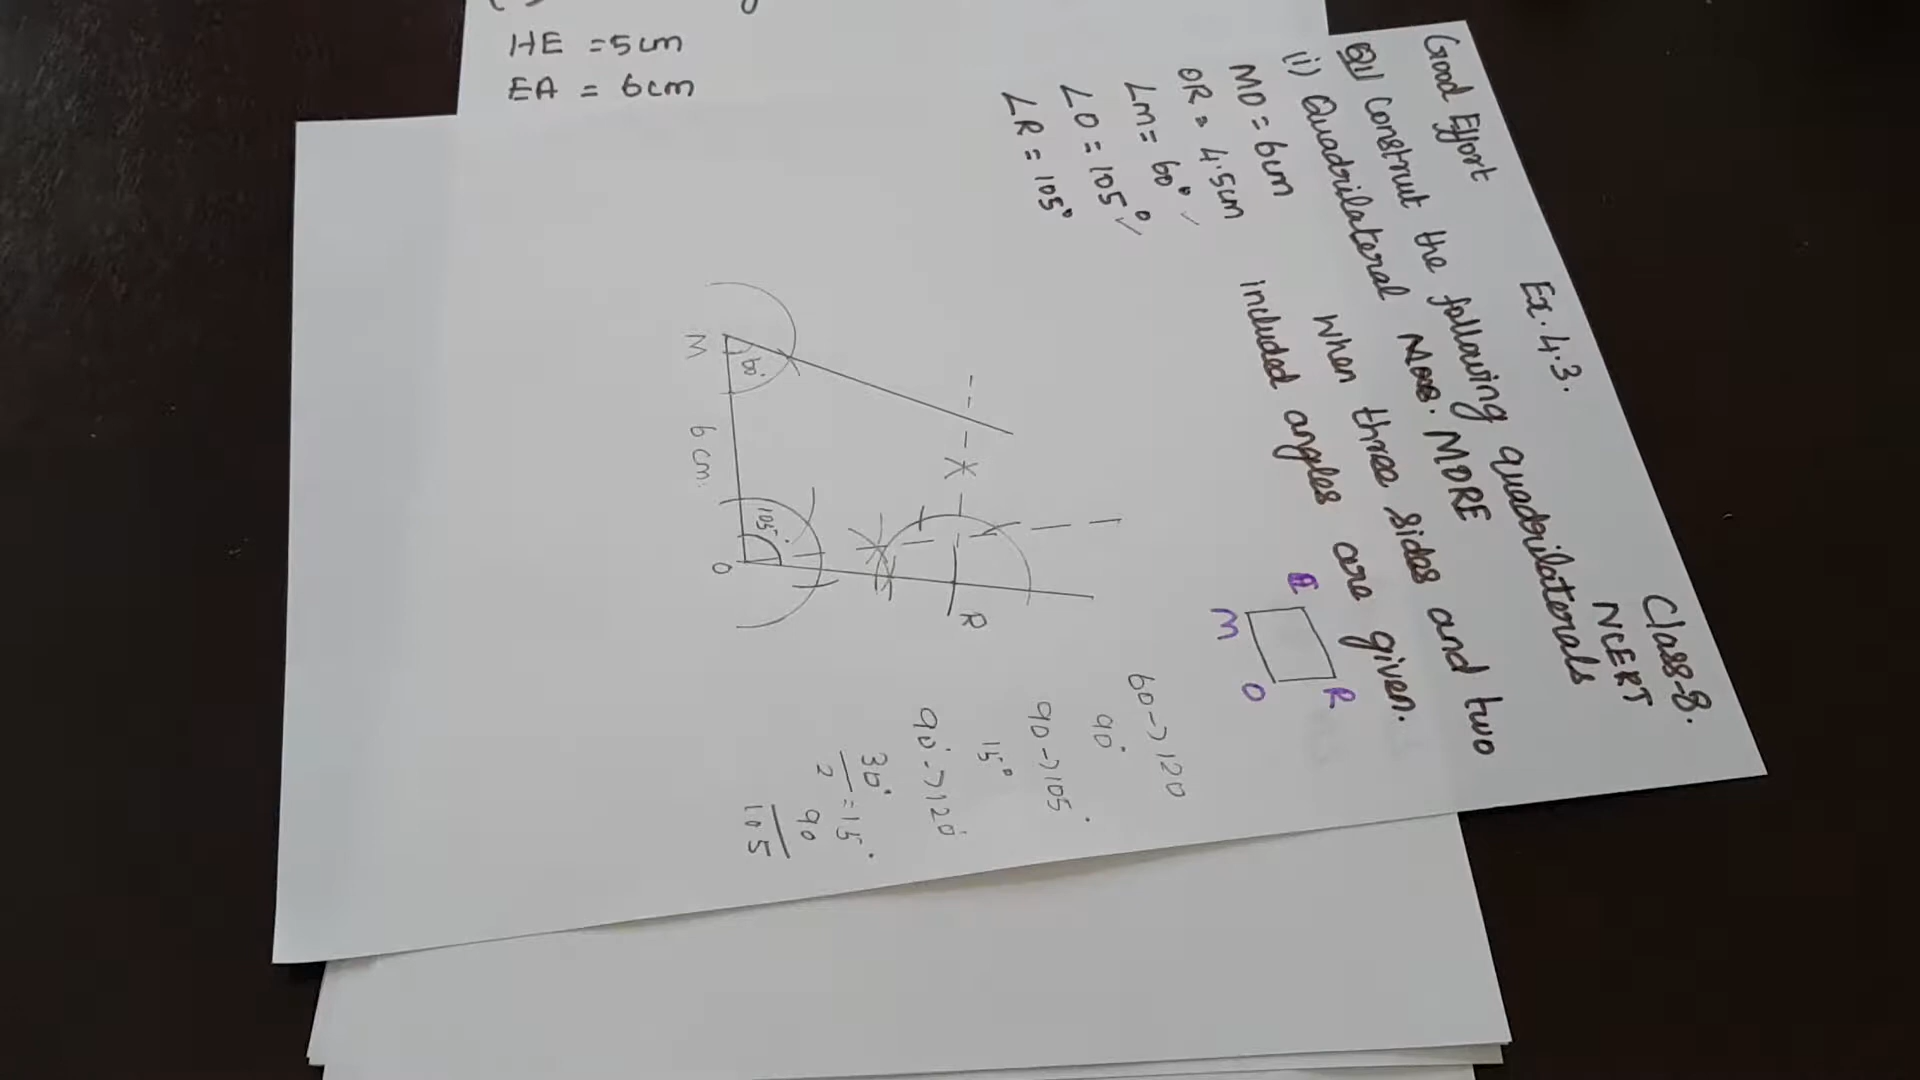 HE = 5cm
EA = 6cm
Good Effort
Ex. 4.3.
Class-8.
NCERT
Q1) Construct the following quadrilaterals
(i) Quadrilateral MORE
MO = 6cm
OR = 4.5cm
∠M = 60° ✓
∠O = 105° ✓
∠R = 105°
when three sides and two
included angles are given.
E
R
M
O
M
60°
6 cm.
105°
O
R
60->120
90°
90->105°
15°
90°->120°
30°/2 = 15°
90
105